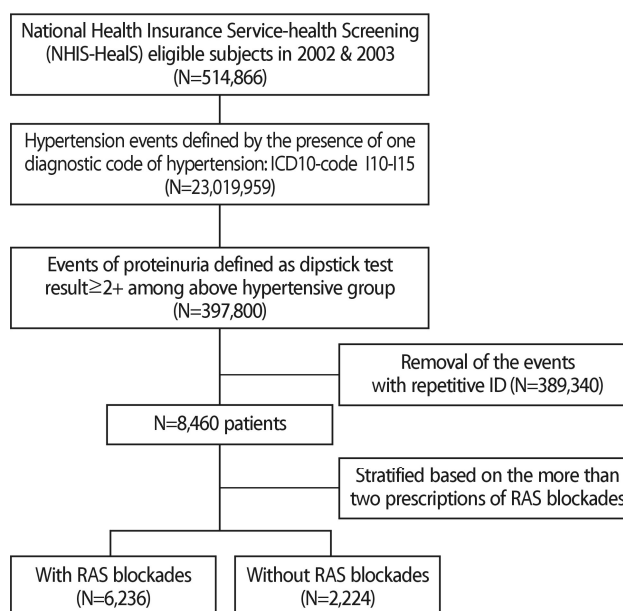 National Health Insurance Service-health Screening
(NHIS-HealS) eligible subjects in 2002 & 2003
(N=514,866)
Hypertension events defined by the presence of one
diagnostic code of hypertension: ICD10-code I10-I15
(N=23,019,959)
Events of proteinuria defined as dipstick test
result≥2+ among above hypertensive group
(N=397,800)
Removal of the events
with repetitive ID (N=389,340)
N=8,460 patients
Stratified based on the more than
two prescriptions of RAS blockades
With RAS blockades
(N=6,236)
Without RAS blockades
(N=2,224)